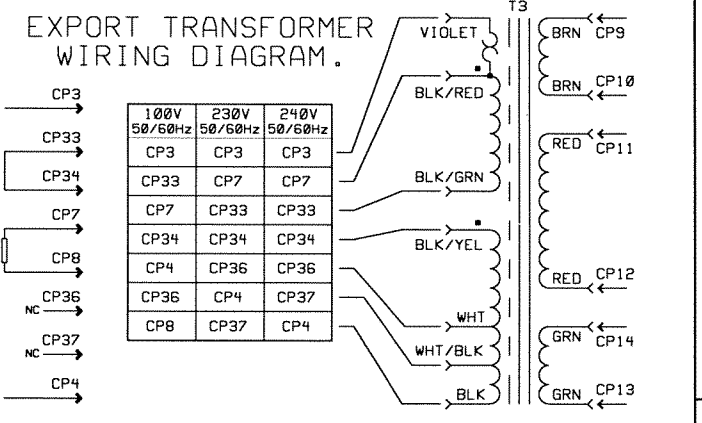 EXPORT TRANSFORMER
WIRING DIAGRAM.
CP3
CP33
CP34
CP7
CP8
NC CP36
NC CP37
CP4
100V 230V 240V
50/60Hz 50/60Hz 50/60Hz
CP3 CP3 CP3
CP33 CP7 CP7
CP7 CP33 CP33
CP34 CP34 CP34
CP4 CP36 CP36
CP36 CP4 CP37
CP8 CP37 CP4
T3
VIOLET
BLK/RED
BLK/GRN
BLK/YEL
WHT
WHT/BLK
BLK
BRN CP9
BRN CP10
RED CP11
RED CP12
GRN CP14
GRN CP13